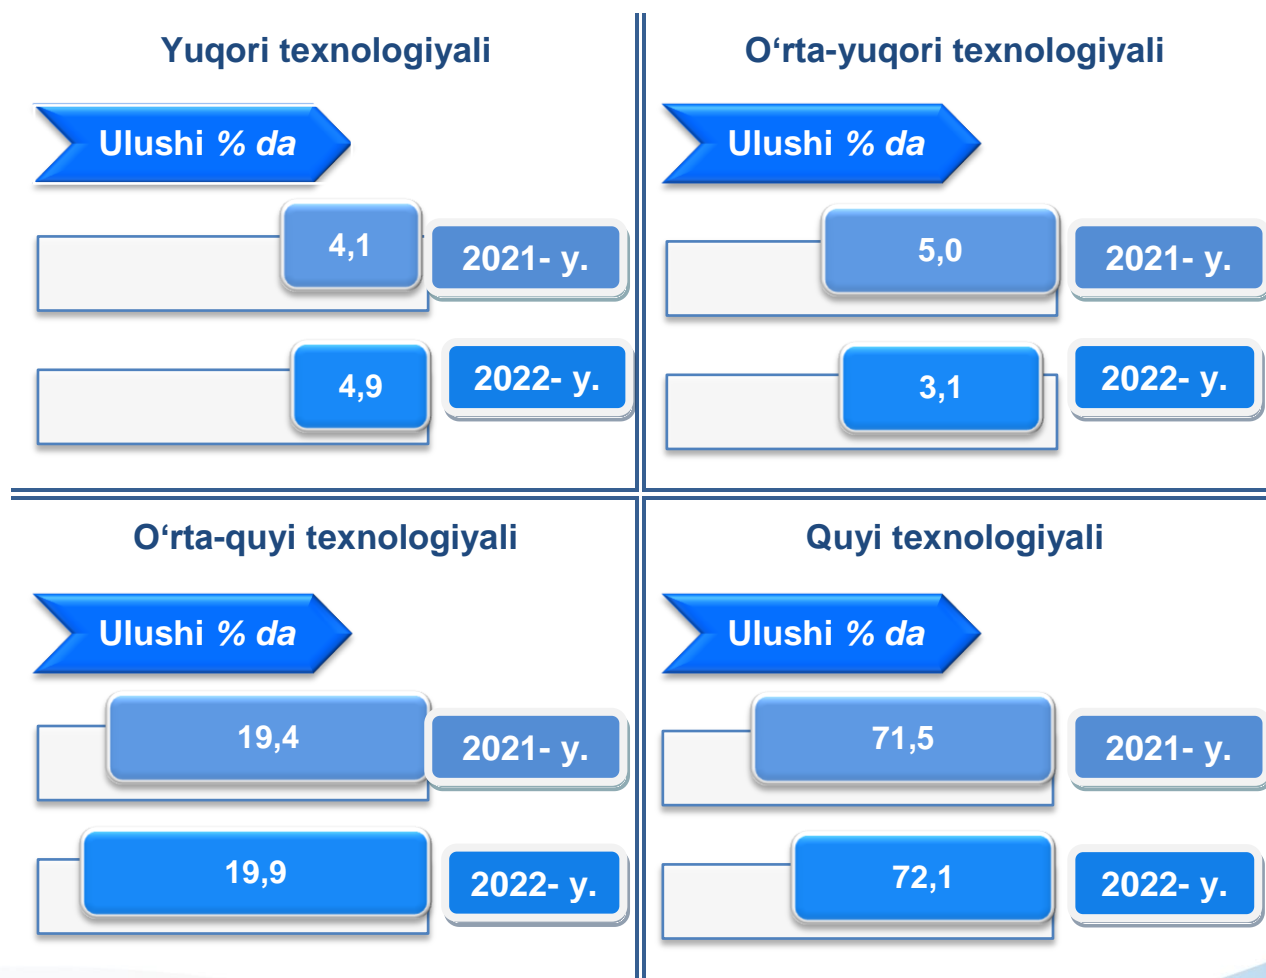 Yuqori texnologiyali
Ulushi % da
4,1
2021- y.
4,9
2022- y.
O‘rta-yuqori texnologiyali
Ulushi % da
5,0
2021- y.
3,1
2022- y.
O‘rta-quyi texnologiyali
Ulushi % da
19,4
2021- y.
19,9
2022- y.
Quyi texnologiyali
Ulushi % da
71,5
2021- y.
72,1
2022- y.